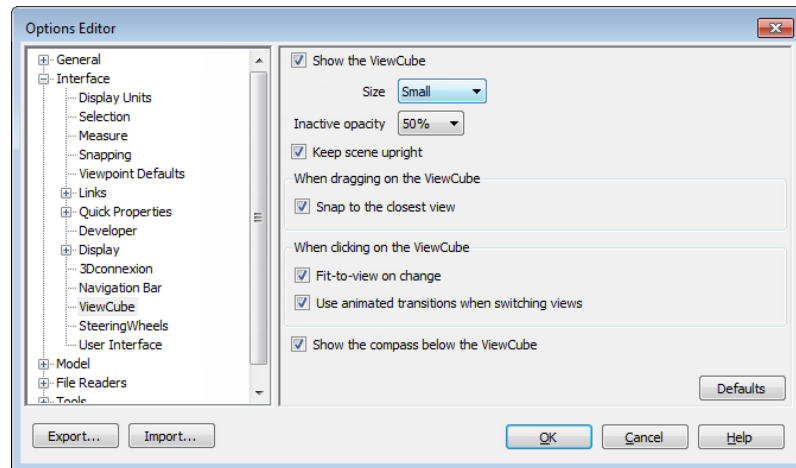 Options Editor
General
Interface
Display Units
Selection
Measure
Snapping
Viewpoint Defaults
Links
Quick Properties
Developer
Display
3Dconnexion
Navigation Bar
ViewCube
SteeringWheels
User Interface
Model
File Readers
Tools
Show the ViewCube
Size Small
Inactive opacity 50%
Keep scene upright
When dragging on the ViewCube
Snap to the closest view
When clicking on the ViewCube
Fit-to-view on change
Use animated transitions when switching views
Show the compass below the ViewCube
Defaults
Export... Import... OK Cancel Help